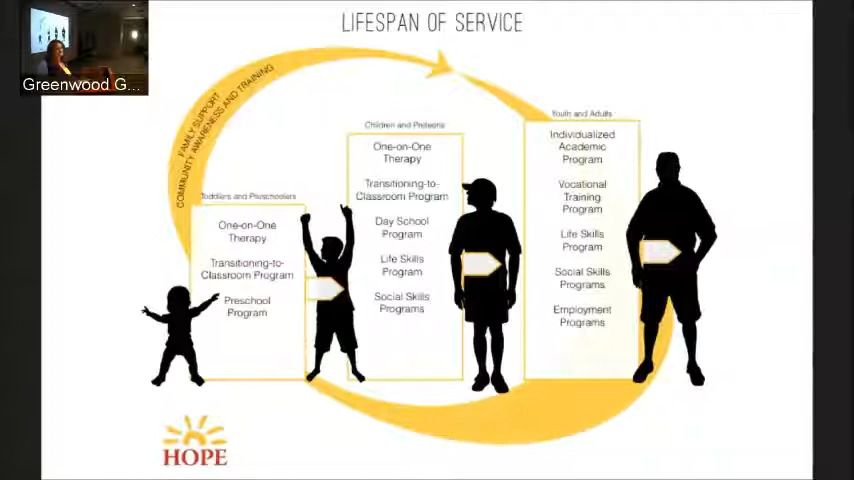 LIFESPAN OF SERVICE
Greenwood G...
FAMILY SUPPORT
COMMUNITY AWARENESS AND TRAINING
Toddlers and Preschoolers
One-on-One
Therapy
Transitioning-to-
Classroom Program
Preschool
Program
Children and Preteens
One-on-One
Therapy
Transitioning-to-
Classroom Program
Day School
Program
Life Skills
Program
Social Skills
Programs
Youth and Adults
Individualized
Academic
Program
Vocational
Training
Program
Life Skills
Program
Social Skills
Programs
Employment
Programs
HOPE